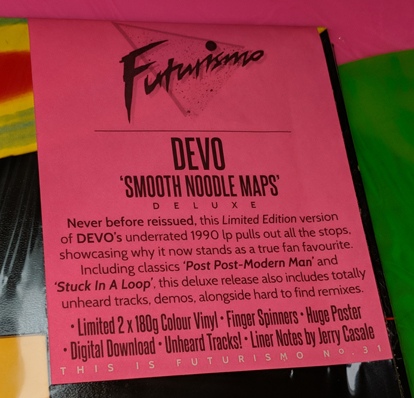 Futurismo
DEVO
'SMOOTH NOODLE MAPS'
DELUXE
Never before reissued, this Limited Edition version
of DEVO's underrated 1990 lp pulls out all the stops,
showcasing why it now stands as a true fan favourite.
Including classics 'Post Post-Modern Man' and
'Stuck In A Loop', this deluxe release also includes totally
unheard tracks, demos, alongside hard to find remixes.
• Limited 2 x 180g Colour Vinyl • Finger Spinners • Huge Poster
• Digital Download • Unheard Tracks! • Liner Notes by Jerry Casale
THIS IS FUTURISMO No.31